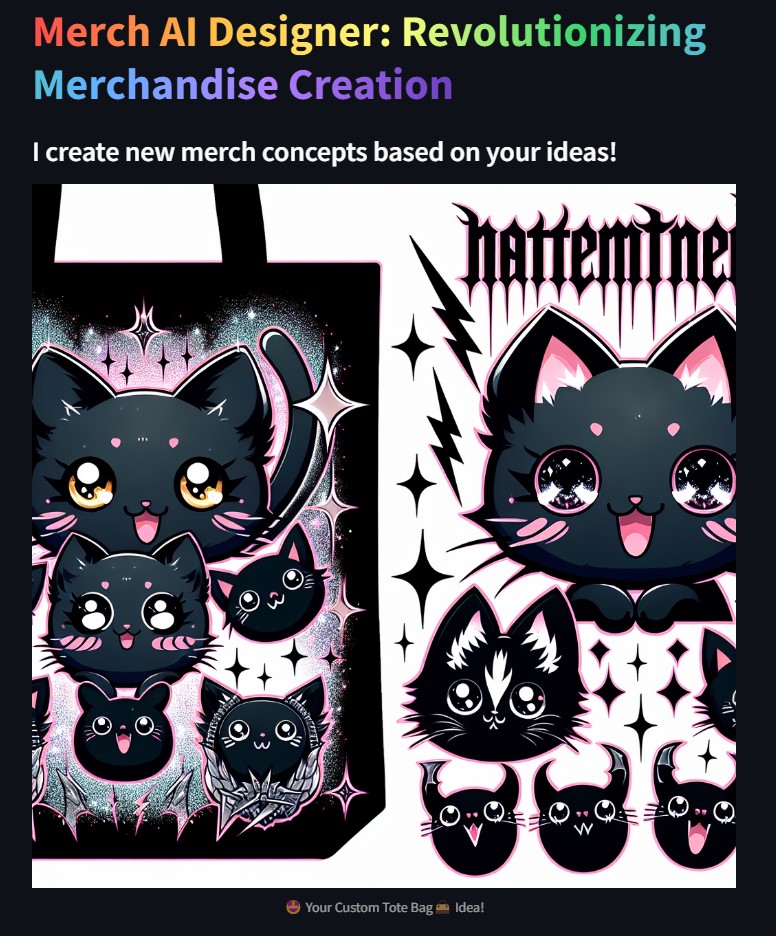 Merch AI Designer: Revolutionizing
Merchandise Creation
I create new merch concepts based on your ideas!
🤩 Your Custom Tote Bag 👜 Idea!